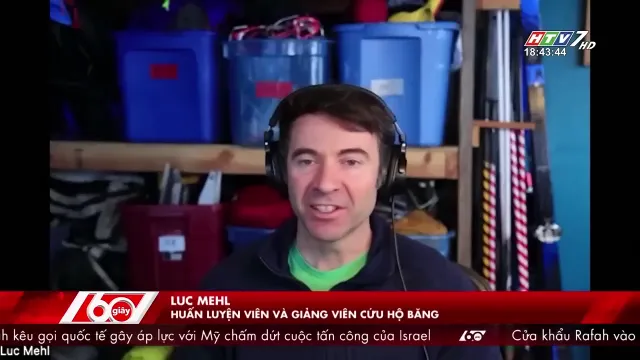 HTV7 HD
18:43:44
LUC MEHL
60 giây
HUẤN LUYỆN VIÊN VÀ GIẢNG VIÊN CỨU HỘ BĂNG
h kêu gọi quốc tế gây áp lực với Mỹ chấm dứt cuộc tấn công của Israel 60 Cửa khẩu Rafah vào
Luc Mehl